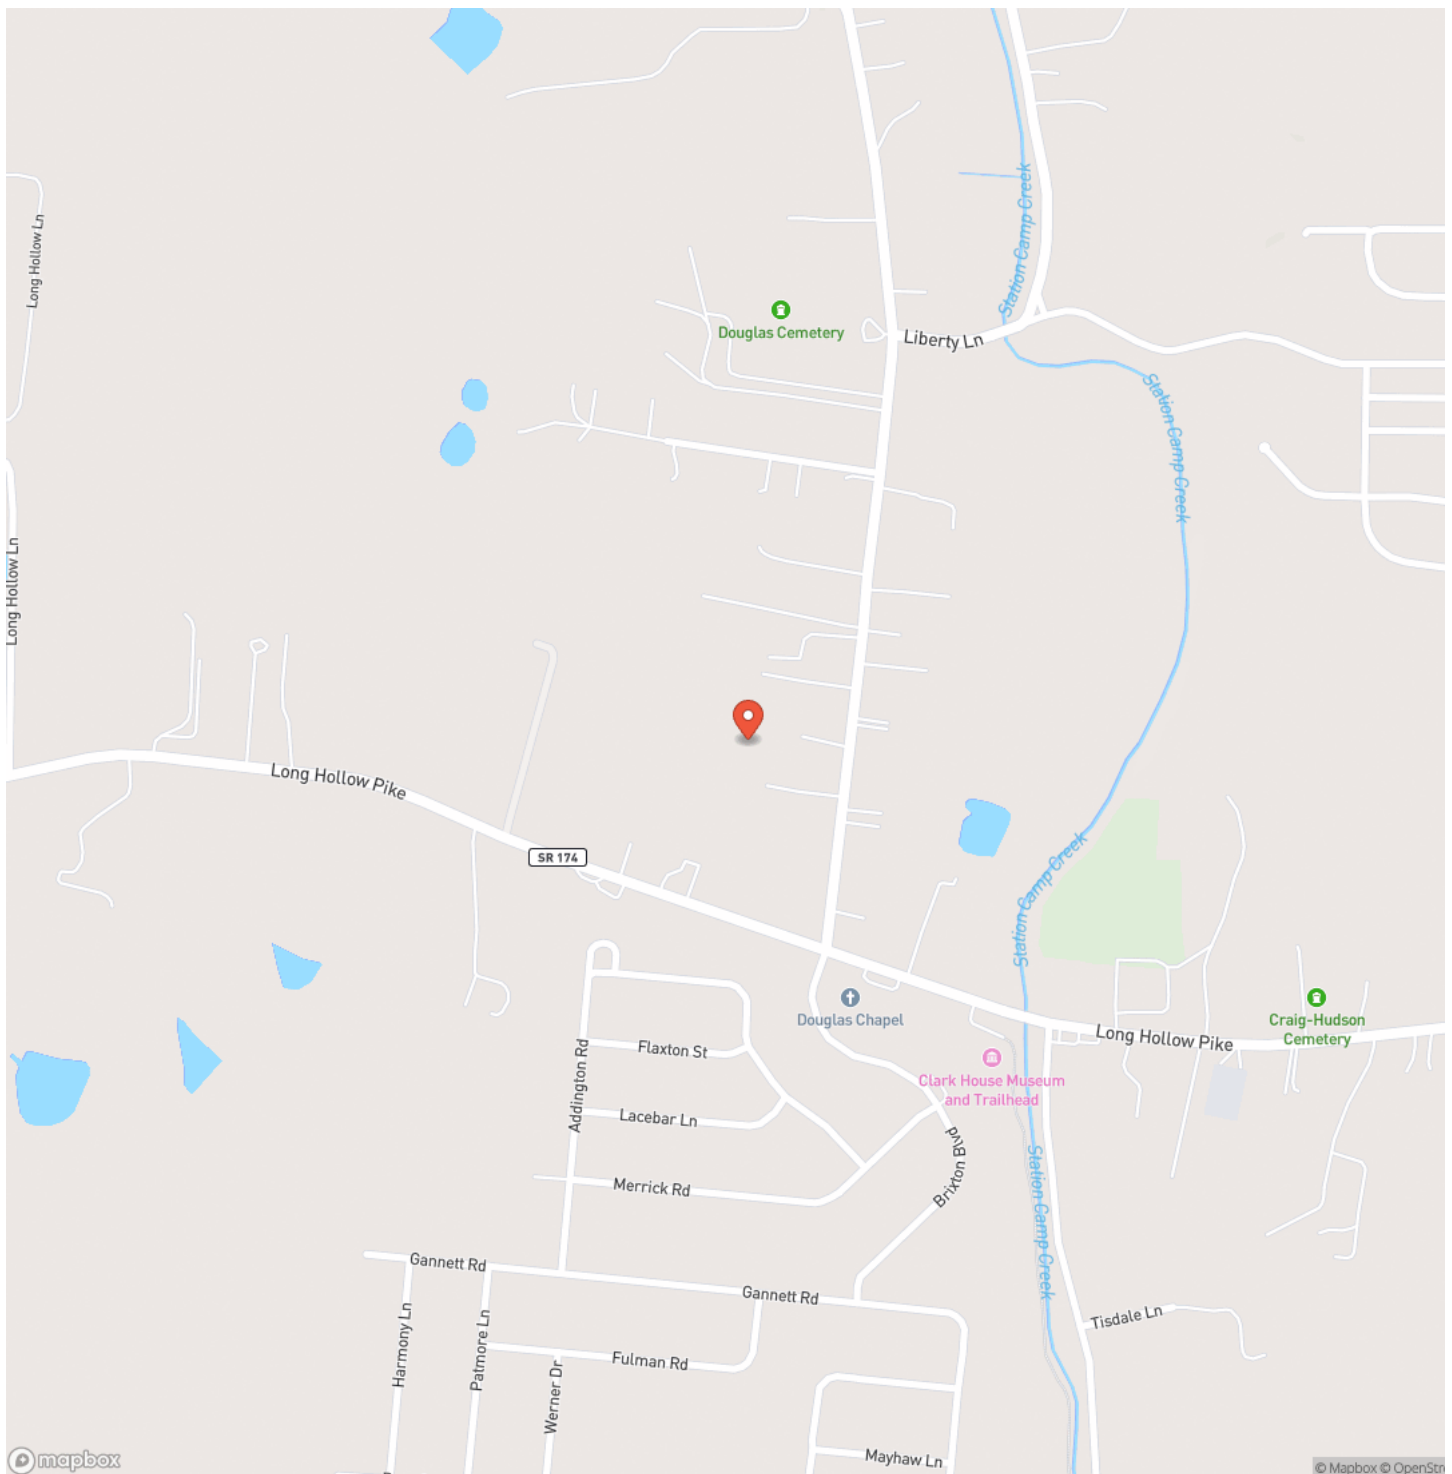 Long Hollow Ln
Station Camp Creek
Douglas Cemetery
Liberty Ln
Station Camp Creek
Long Hollow Ln
Long Hollow Pike
SR 174
Station Camp Creek
Douglas Chapel
Long Hollow Pike
Craig-Hudson
Cemetery
Flaxton St
Addington Rd
Clark House Museum
and Trailhead
Lacebar Ln
Brixton Blvd
Merrick Rd
Station Camp Creek
Gannett Rd
Gannett Rd
Harmony Ln
Patmore Ln
Tisdale Ln
Fulman Rd
Werner Dr
Mayhaw Ln
mapbox
© Mapbox © OpenStr